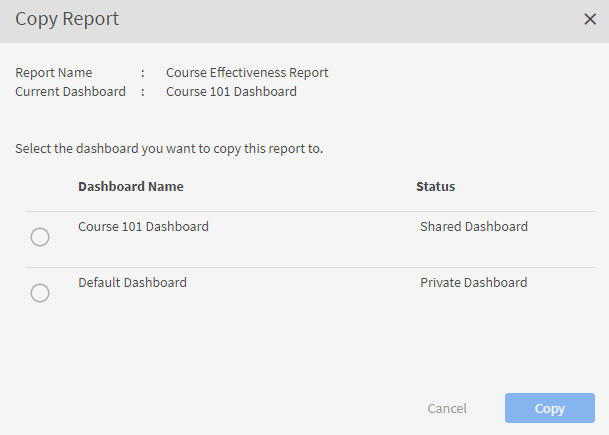 Copy Report
Report Name : Course Effectiveness Report
Current Dashboard : Course 101 Dashboard
Select the dashboard you want to copy this report to.
Dashboard Name Status
Course 101 Dashboard Shared Dashboard
Default Dashboard Private Dashboard
Cancel Copy